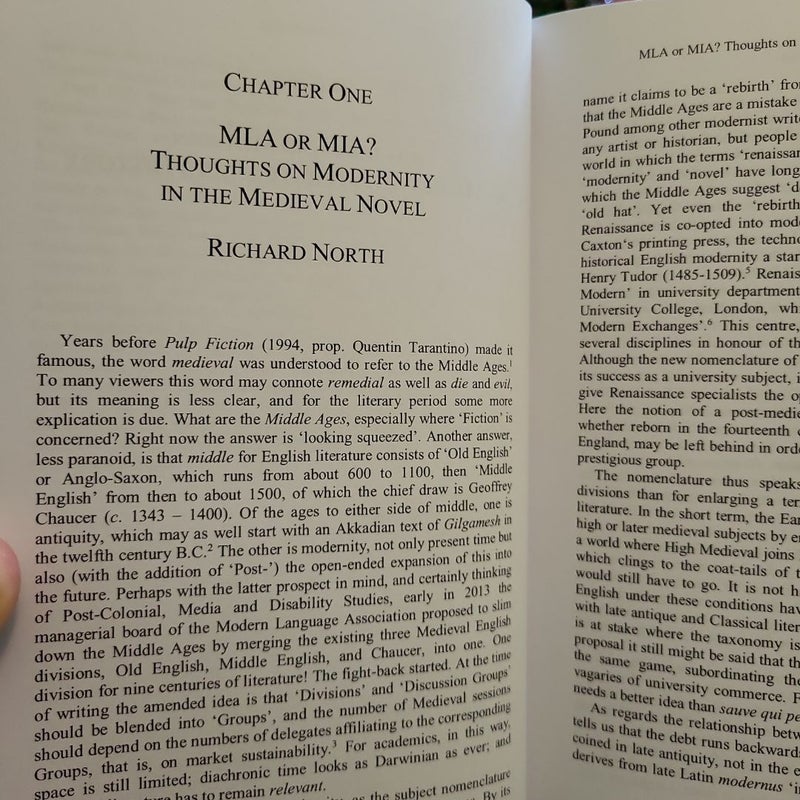 CHAPTER ONE
MLA OR MIA?
THOUGHTS ON MODERNITY
IN THE MEDIEVAL NOVEL
RICHARD NORTH
Years before Pulp Fiction (1994, prop. Quentin Tarantino) made it
famous, the word medieval was understood to refer to the Middle Ages.¹
To many viewers this word may connote remedial as well as die and evil,
but its meaning is less clear, and for the literary period some more
explication is due. What are the Middle Ages, especially where ‘Fiction’ is
concerned? Right now the answer is ‘looking squeezed’. Another answer,
less paranoid, is that middle for English literature consists of ‘Old English’
or Anglo-Saxon, which runs from about 600 to 1100, then ‘Middle
English’ from then to about 1500, of which the chief draw is Geoffrey
Chaucer (c. 1343 – 1400). Of the ages to either side of middle, one is
antiquity, which may as well start with an Akkadian text of Gilgamesh in
the twelfth century B.C.² The other is modernity, not only present time but
also (with the addition of ‘Post-’) the open-ended expansion of this into
the future. Perhaps with the latter prospect in mind, and certainly thinking
of Post-Colonial, Media and Disability Studies, early in 2013 the
managerial board of the Modern Language Association proposed to slim
down the Middle Ages by merging the existing three Medieval English
divisions, Old English, Middle English, and Chaucer, into one. One
division for nine centuries of literature! The fight-back started. At the time
of writing the amended idea is that ‘Divisions’ and ‘Discussion Groups’
should be blended into ‘Groups’, and the number of Medieval sessions
should depend on the numbers of delegates affiliating to the corresponding
Groups, that is, on market sustainability.³ For academics, in this way,
space is still limited; diachronic time looks as Darwinian as ever; and
has to remain relevant.
as the subject nomenclature
By its
MLA or MIA? Thoughts on
name it claims to be a ‘rebirth’
that the Middle Ages are a mistake
Pound among other modernist
any artist or historian, but people
world in which the terms
‘modernity’ and ‘novel’ have long
which the Middle Ages suggest
‘old hat’. Yet even the
Renaissance is co-opted into
Caxton‘s printing press, the
historical English modernity a
Henry Tudor (1485-1509).⁵
Modern’ in university
University College, London,
Modern Exchanges’.⁶ This centre,
several disciplines in honour of
Although the new nomenclature of
its success as a university subject,
give Renaissance specialists the
Here the notion of a
whether reborn in the fourteenth
England, may be left behind in
prestigious group.
The nomenclature thus speaks
divisions than for enlarging a
literature. In the short term, the
high or later medieval subjects by
a world where High Medieval joins
which clings to the coat-tails of
would still have to go. It is not
English under these conditions
with late antique and Classical
is at stake where the taxonomy is
proposal it still might be said that
the same game, subordinating the
vagaries of university commerce.
needs a better idea than sauve qui
As regards the relationship
tells us that the debt runs backwards
coined in late antiquity, not in the
derives from late Latin modernus